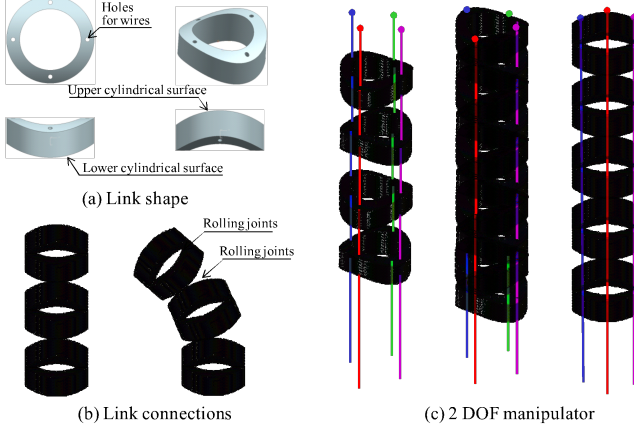 Holes
for wires
Upper cylindrical surface
Lower cylindrical surface
(a) Link shape
Rolling joints
Rolling joints
(b) Link connections
(c) 2 DOF manipulator